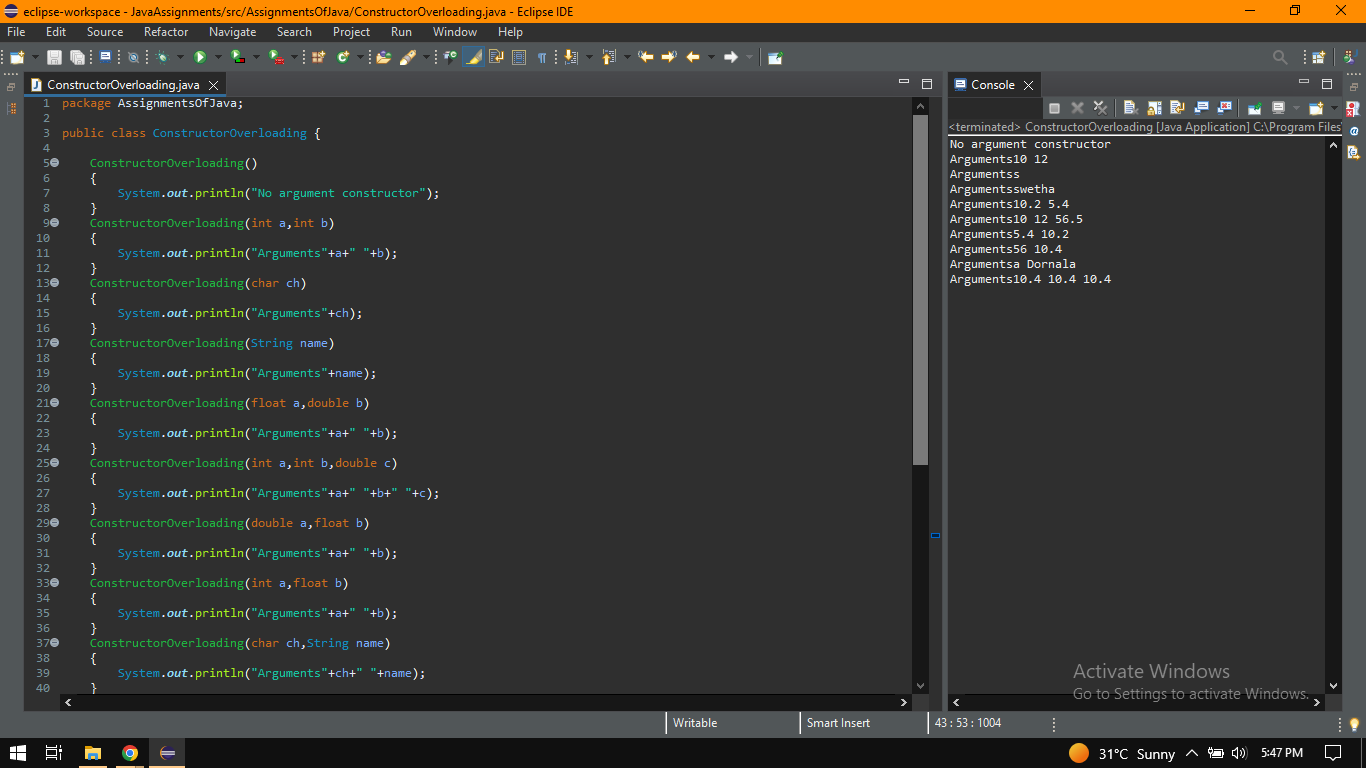 eclipse-workspace - JavaAssignments/src/AssignmentsOfJava/ConstructorOverloading.java - Eclipse IDE
File Edit Source Refactor Navigate Search Project Run Window Help
ConstructorOverloading.java
1 package AssignmentsOfJava;
2
3 public class ConstructorOverloading {
4
5 ConstructorOverloading()
6 {
7 System.out.println("No argument constructor");
8 }
9 ConstructorOverloading(int a,int b)
10 {
11 System.out.println("Arguments"+a+" "+b);
12 }
13 ConstructorOverloading(char ch)
14 {
15 System.out.println("Arguments"+ch);
16 }
17 ConstructorOverloading(String name)
18 {
19 System.out.println("Arguments"+name);
20 }
21 ConstructorOverloading(float a,double b)
22 {
23 System.out.println("Arguments"+a+" "+b);
24 }
25 ConstructorOverloading(int a,int b,double c)
26 {
27 System.out.println("Arguments"+a+" "+b+" "+c);
28 }
29 ConstructorOverloading(double a,float b)
30 {
31 System.out.println("Arguments"+a+" "+b);
32 }
33 ConstructorOverloading(int a,float b)
34 {
35 System.out.println("Arguments"+a+" "+b);
36 }
37 ConstructorOverloading(char ch,String name)
38 {
39 System.out.println("Arguments"+ch+" "+name);
40 }
Console
<terminated> ConstructorOverloading [Java Application] C:\Program Files
No argument constructor
Arguments10 12
Argumentss
Argumentsswetha
Arguments10.2 5.4
Arguments10 12 56.5
Arguments5.4 10.2
Arguments56 10.4
Argumentsa Dornala
Arguments10.4 10.4 10.4
Activate Windows
Go to Settings to activate Windows.
Writable Smart Insert 43 : 53 : 1004
31°C Sunny 5:47 PM